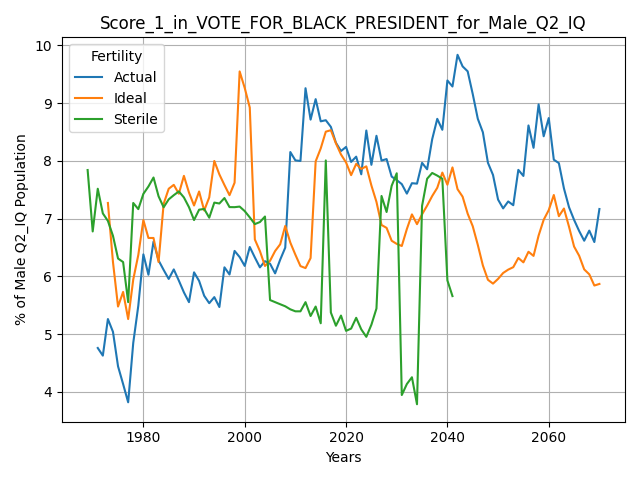 Score_1_in_VOTE_FOR_BLACK_PRESIDENT_for_Male_Q2_IQ
Fertility
Actual
Ideal
Sterile
% of Male Q2_IQ Population
10
9
8
7
6
5
4
1980 2000 2020 2040 2060
Years